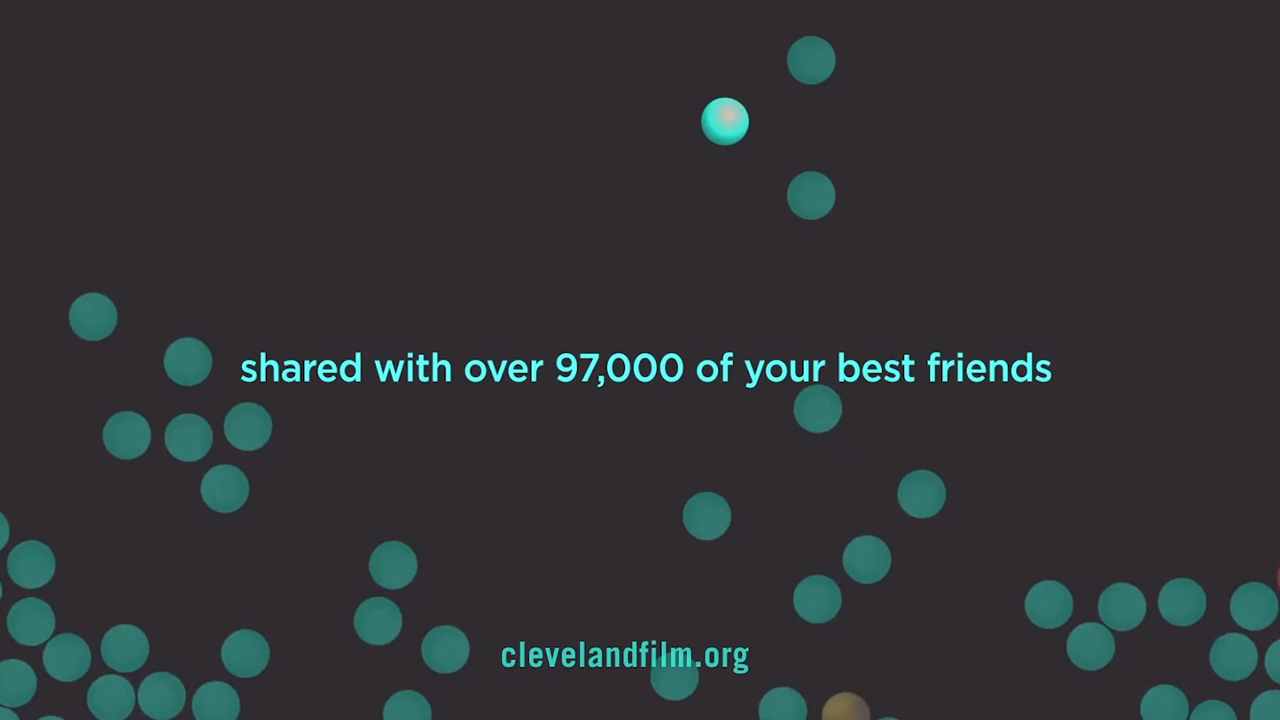 shared with over 97,000 of your best friends
clevelandfilm.org